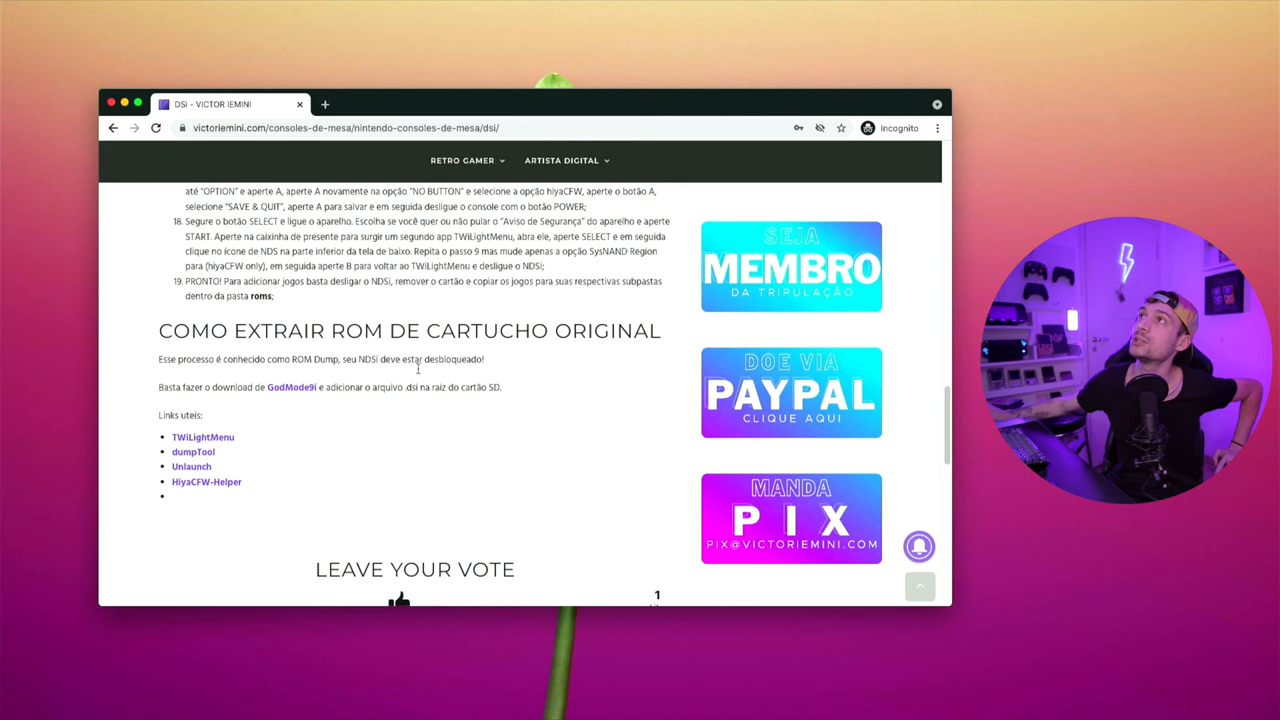 DSi - VICTOR IEMINI
victoriemini.com/consoles-de-mesa/nintendo-consoles-de-mesa/dsi/
Incognito
RETRO GAMER
ARTISTA DIGITAL
até "OPTION" e aperte A, aperte A novamente na opção "NO BUTTON" e selecione a opção hiyaCFW, aperte o botão A,
selecione "SAVE & QUIT", aperte A para salvar e em seguida desligue o console com o botão POWER;
18. Segure o botão SELECT e ligue o aparelho. Escolha se você quer ou não pular o "Aviso de Segurança" do aparelho e aperte
START. Aperte na caixinha de presente para surgir um segundo app TWiLightMenu, abra ele, aperte SELECT e em seguida
clique no ícone de NDS na parte inferior da tela de baixo. Repita o passo 9 mas mude apenas a opção SysNAND Region
para (hiyaCFW only), em seguida aperte B para voltar ao TWiLightMenu e desligue o NDSi;
19. PRONTO! Para adicionar jogos basta desligar o NDSi, remover o cartão e copiar os jogos para suas respectivas subpastas
dentro da pasta roms;
COMO EXTRAIR ROM DE CARTUCHO ORIGINAL
Esse processo é conhecido como ROM Dump, seu NDSi deve estar desbloqueado!
Basta fazer o download de GodMode9i e adicionar o arquivo .dsi na raiz do cartão SD.
Links uteis:
TWiLightMenu
dumpTool
Unlaunch
HiyaCFW-Helper
LEAVE YOUR VOTE
1
SEJA
MEMBRO
DA TRIPULAÇÃO
DOE VIA
PAYPAL
CLIQUE AQUI
MANDA
PIX
PIX@VICTORIEMINI.COM